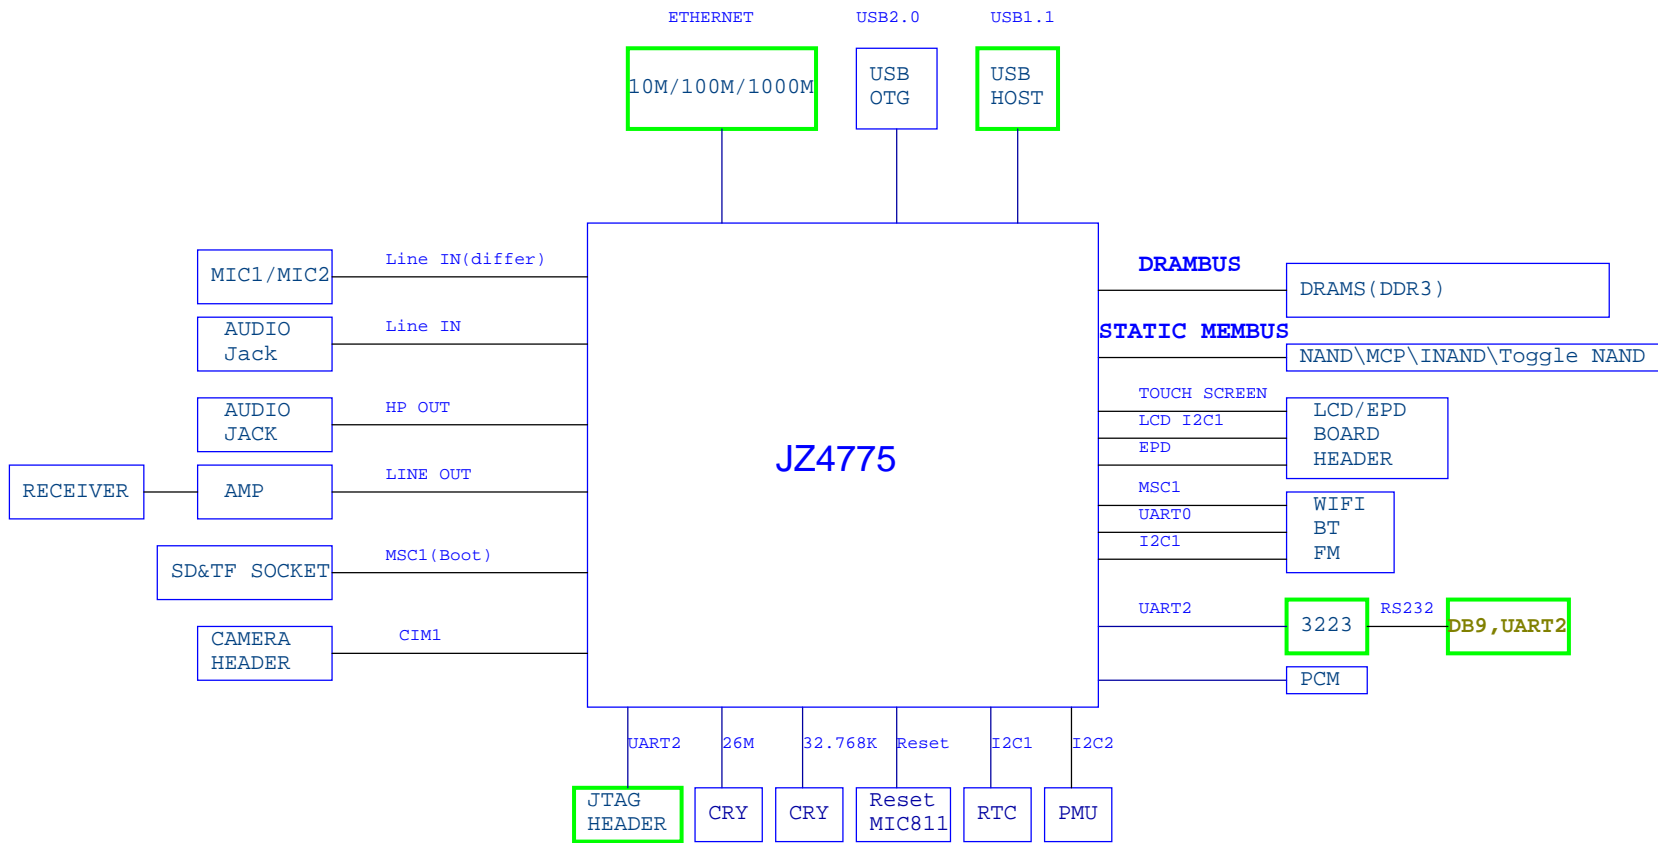 ETHERNET
USB2.0
USB1.1
10M/100M/1000M
USB
OTG
USB
HOST
MIC1/MIC2
Line IN(differ)
AUDIO
Jack
Line IN
AUDIO
JACK
HP OUT
RECEIVER
AMP
LINE OUT
SD&TF SOCKET
MSC1(Boot)
CAMERA
HEADER
CIM1
JZ4775
DRAMBUS
DRAMS(DDR3)
STATIC MEMBUS
NAND\MCP\INAND\Toggle NAND
TOUCH SCREEN
LCD I2C1
EPD
LCD/EPD
BOARD
HEADER
MSC1
UART0
I2C1
WIFI
BT
FM
UART2
3223
RS232
DB9,UART2
PCM
UART2
26M
32.768K
Reset
I2C1
I2C2
JTAG
HEADER
CRY
CRY
Reset
MIC811
RTC
PMU